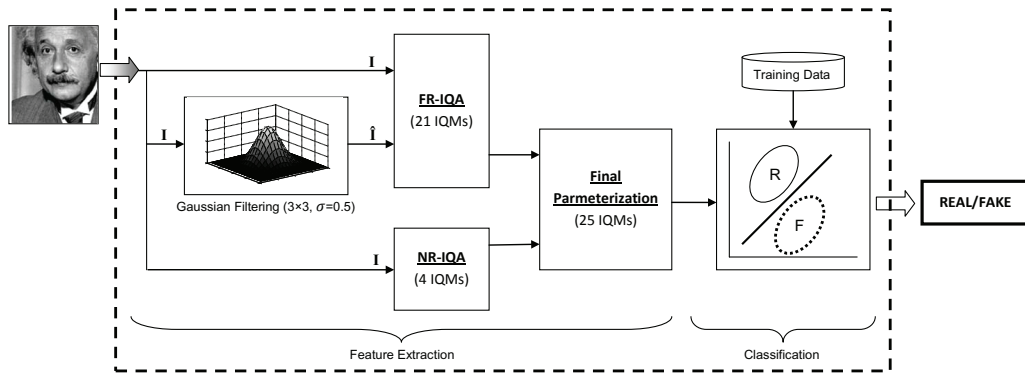 I
FR-IQA
(21 IQMs)
Training Data
I
Î
Gaussian Filtering (3×3, σ=0.5)
Final
Parmeterization
(25 IQMs)
R
F
REAL/FAKE
I
NR-IQA
(4 IQMs)
Feature Extraction
Classification